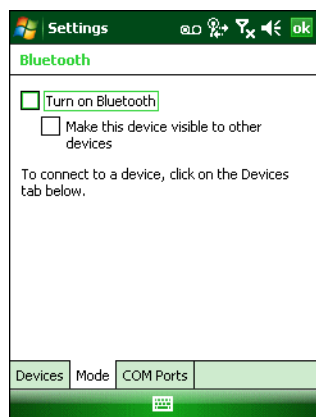 Settings
ok
Bluetooth
Turn on Bluetooth
Make this device visible to other
devices
To connect to a device, click on the Devices
tab below.
Devices Mode COM Ports